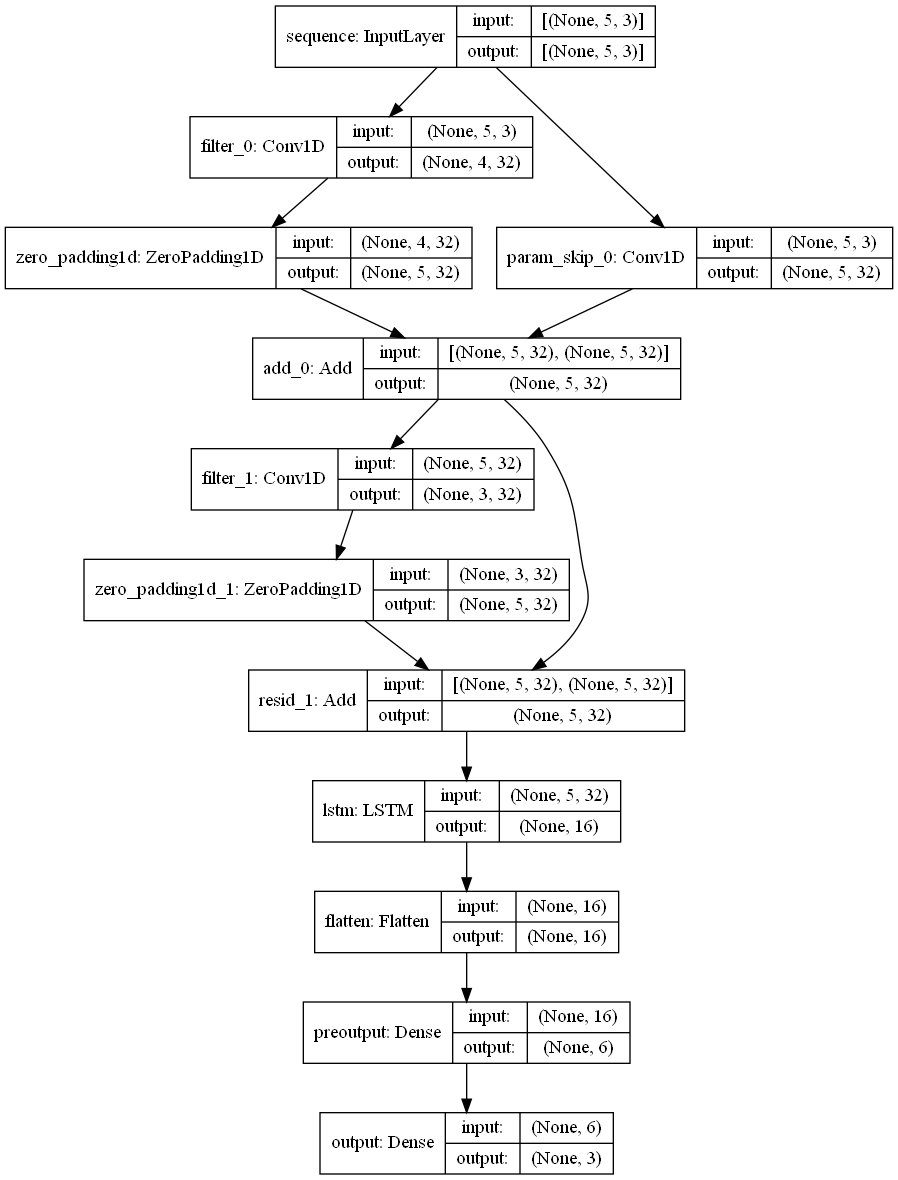 sequence: InputLayer
input: [(None, 5, 3)]
output: [(None, 5, 3)]
filter_0: Conv1D
input: (None, 5, 3)
output: (None, 4, 32)
zero_padding1d: ZeroPadding1D
input: (None, 4, 32)
output: (None, 5, 32)
param_skip_0: Conv1D
input: (None, 5, 3)
output: (None, 5, 32)
add_0: Add
input: [(None, 5, 32), (None, 5, 32)]
output: (None, 5, 32)
filter_1: Conv1D
input: (None, 5, 32)
output: (None, 3, 32)
zero_padding1d_1: ZeroPadding1D
input: (None, 3, 32)
output: (None, 5, 32)
resid_1: Add
input: [(None, 5, 32), (None, 5, 32)]
output: (None, 5, 32)
lstm: LSTM
input: (None, 5, 32)
output: (None, 16)
flatten: Flatten
input: (None, 16)
output: (None, 16)
preoutput: Dense
input: (None, 16)
output: (None, 6)
output: Dense
input: (None, 6)
output: (None, 3)